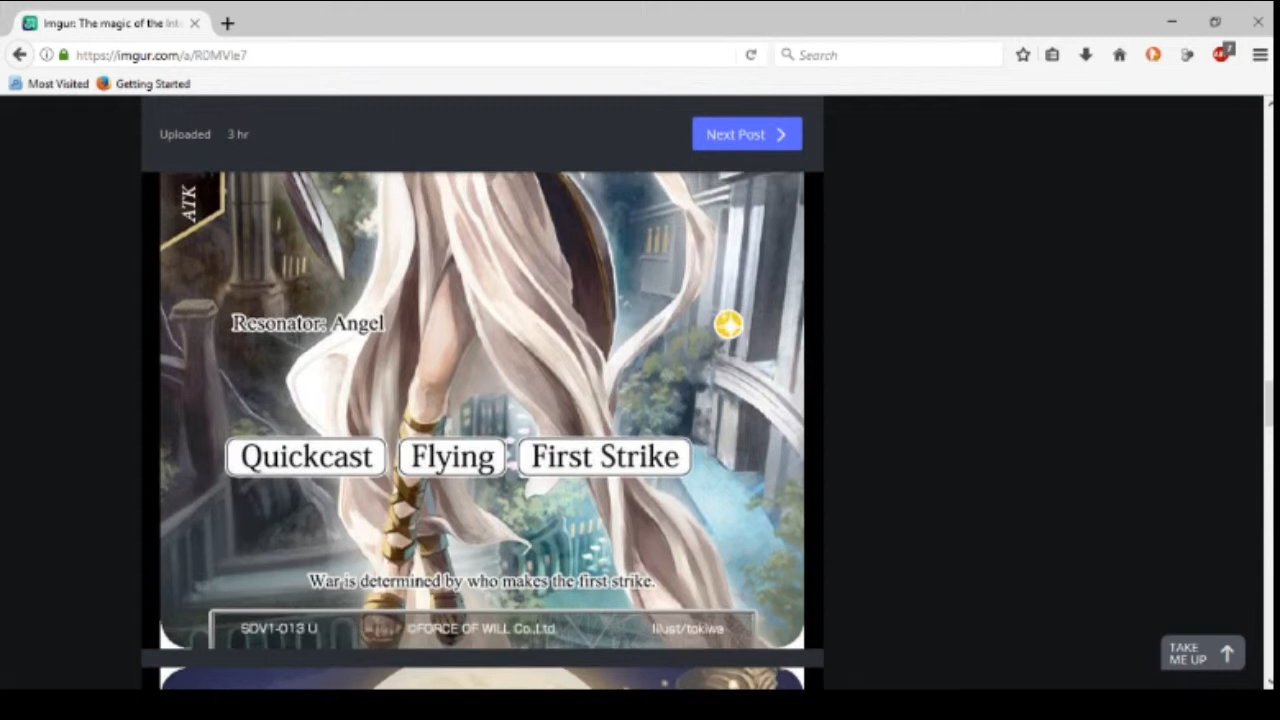 Imgur: The magic of the Inte
https://imgur.com/a/RDMVIe7
Search
Most Visited
Getting Started
Uploaded 3 hr
Next Post
ATK
Resonator: Angel
Quickcast Flying First Strike
War is determined by who makes the first strike.
SDV1-013 U ©FORCE OF WILL Co.,Ltd. Illust/tokiwa
TAKE
ME UP